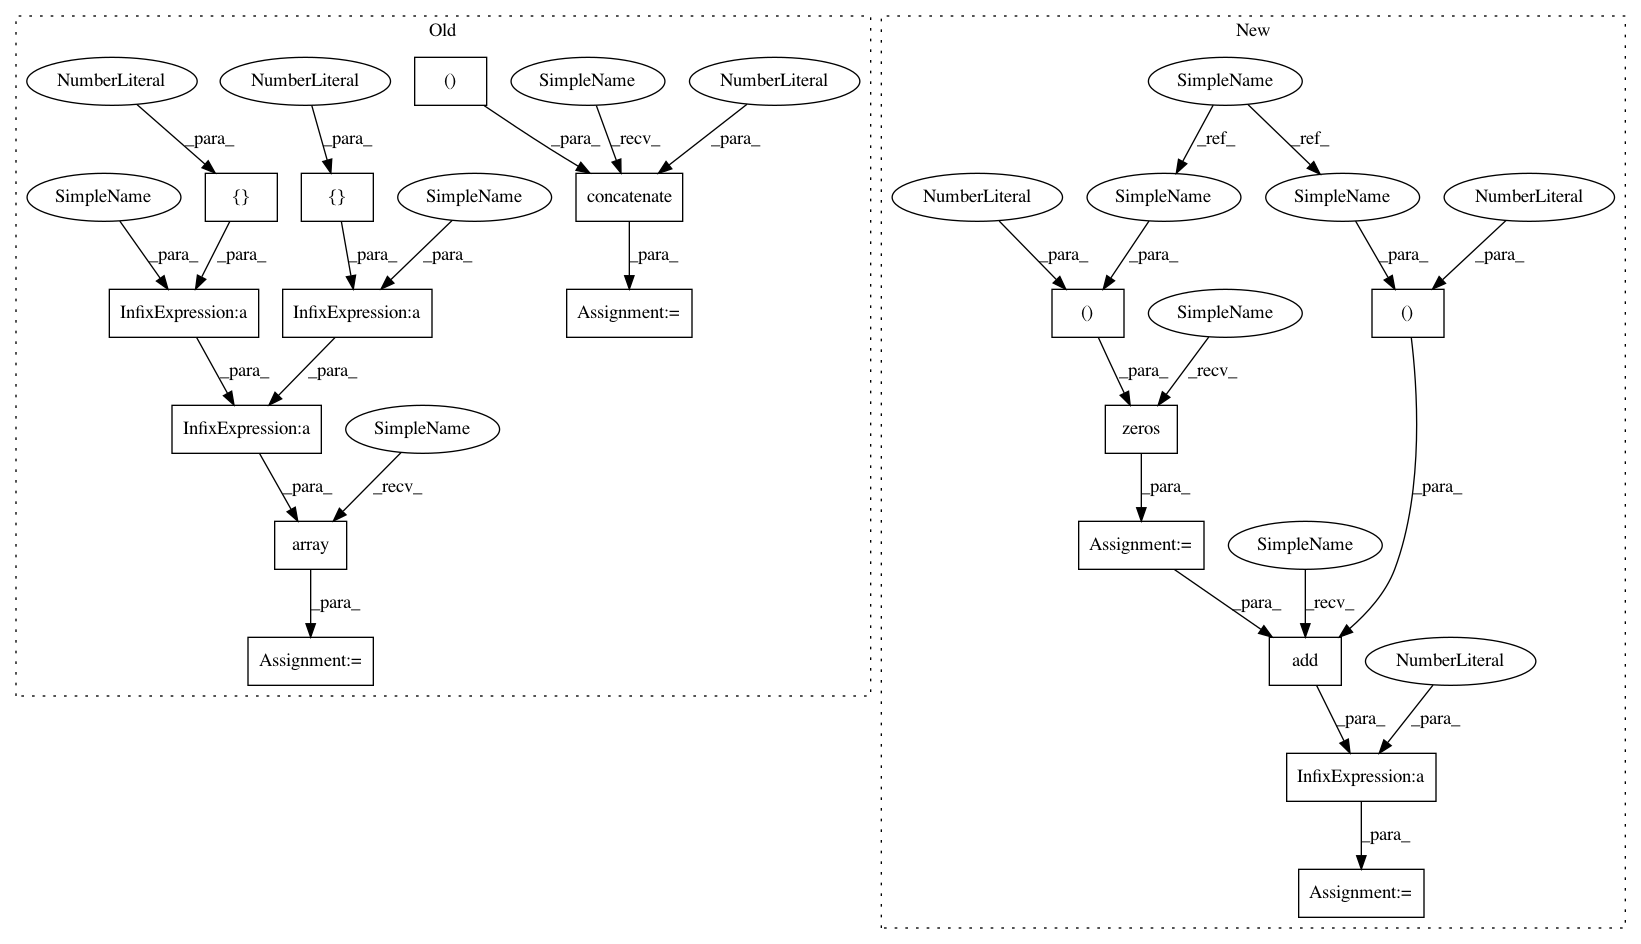 Old
New
NumberLiteral
NumberLiteral
()
SimpleName
NumberLiteral
SimpleName
_para_
_para_
_para_
_recv_
_para_
_ref_
_ref_
SimpleName
{}
{}
SimpleName
concatenate
NumberLiteral
SimpleName
SimpleName
NumberLiteral
_para_
_para_
_para_
_para_
_para_
_para_
_para_
_para_
_para_
InfixExpression:a
InfixExpression:a
Assignment:=
()
SimpleName
()
_para_
_para_
_para_
_recv_
InfixExpression:a
SimpleName
zeros
_para_
_recv_
_para_
_para_
array
Assignment:=
SimpleName
_para_
_para_
_recv_
Assignment:=
add
NumberLiteral
_para_
_para_
InfixExpression:a
_para_
Assignment:=